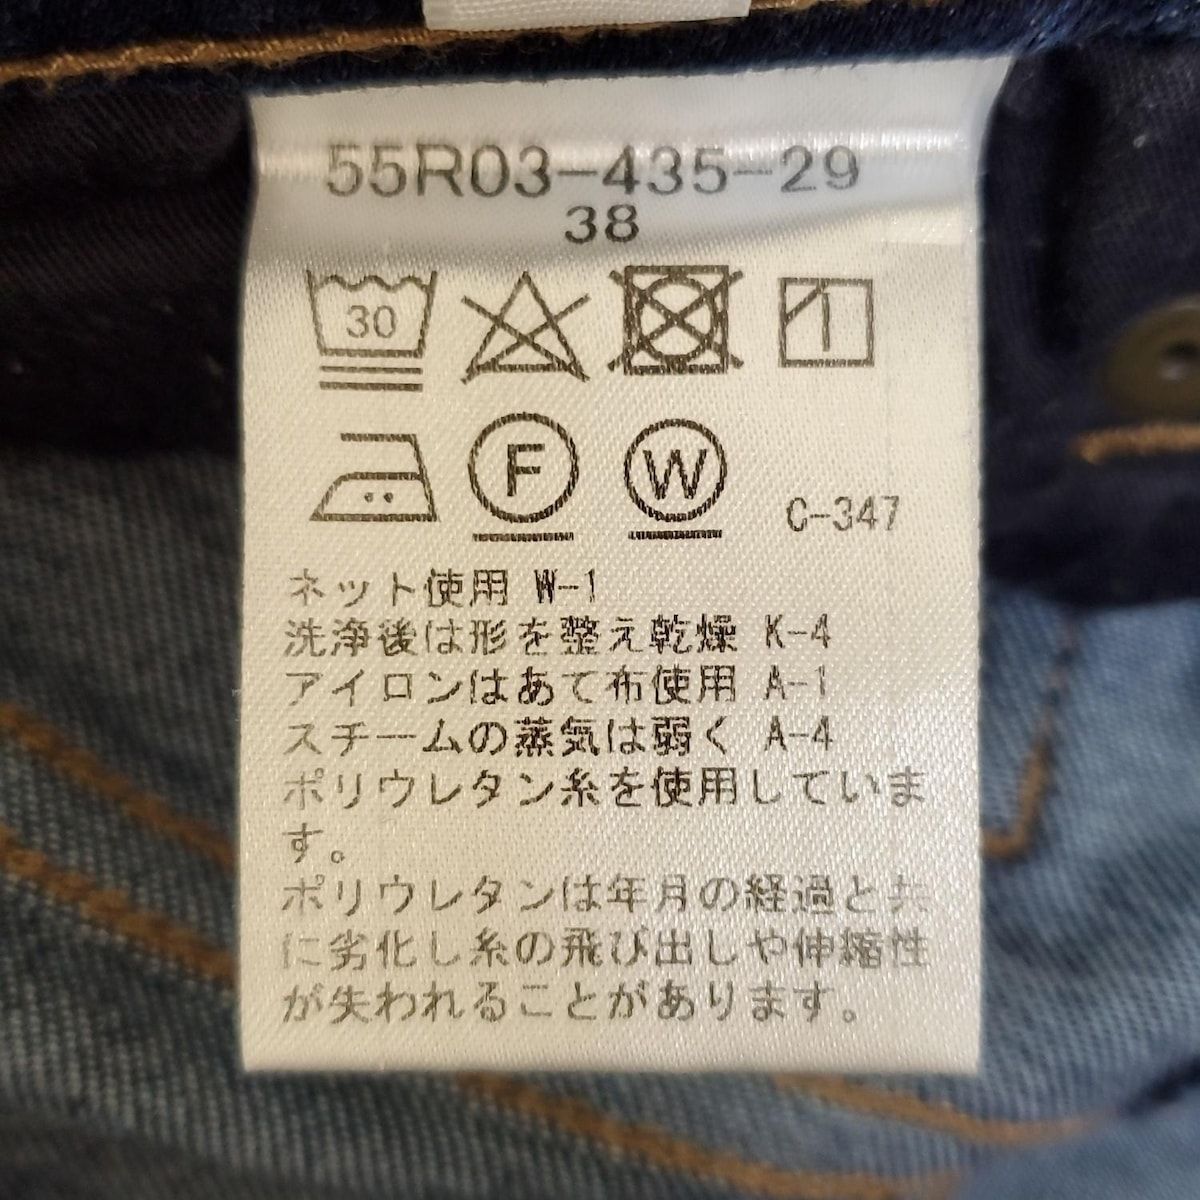 55R03-435-29
38
30
F W C-347
ネット使用 W-1
洗浄後は形を整え乾燥 K-4
アイロンはあて布使用 A-1
スチームの蒸気は弱く A-4
ポリウレタン糸を使用していま
す。
ポリウレタンは年月の経過と共
に劣化し糸の飛び出しや伸縮性
が失われることがあります。